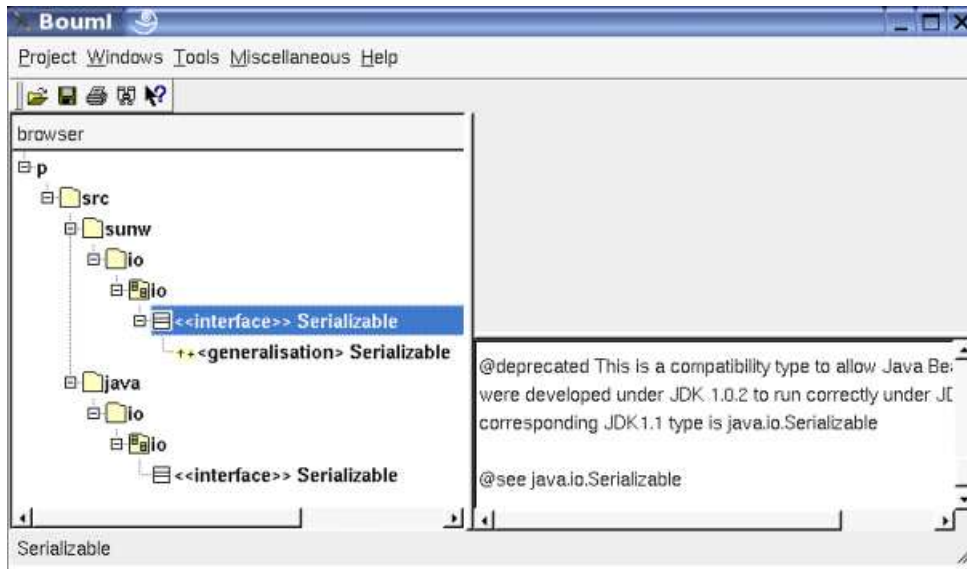 Bouml
Project Windows Tools Miscellaneous Help
browser
p
src
sunw
io
io
<<interface>> Serializable
<generalisation> Serializable
java
io
io
<<interface>> Serializable
@deprecated This is a compatibility type to allow Java Be
were developed under JDK 1.0.2 to run correctly under
corresponding JDK1.1 type is java.io.Serializable
@see java.io.Serializable
Serializable